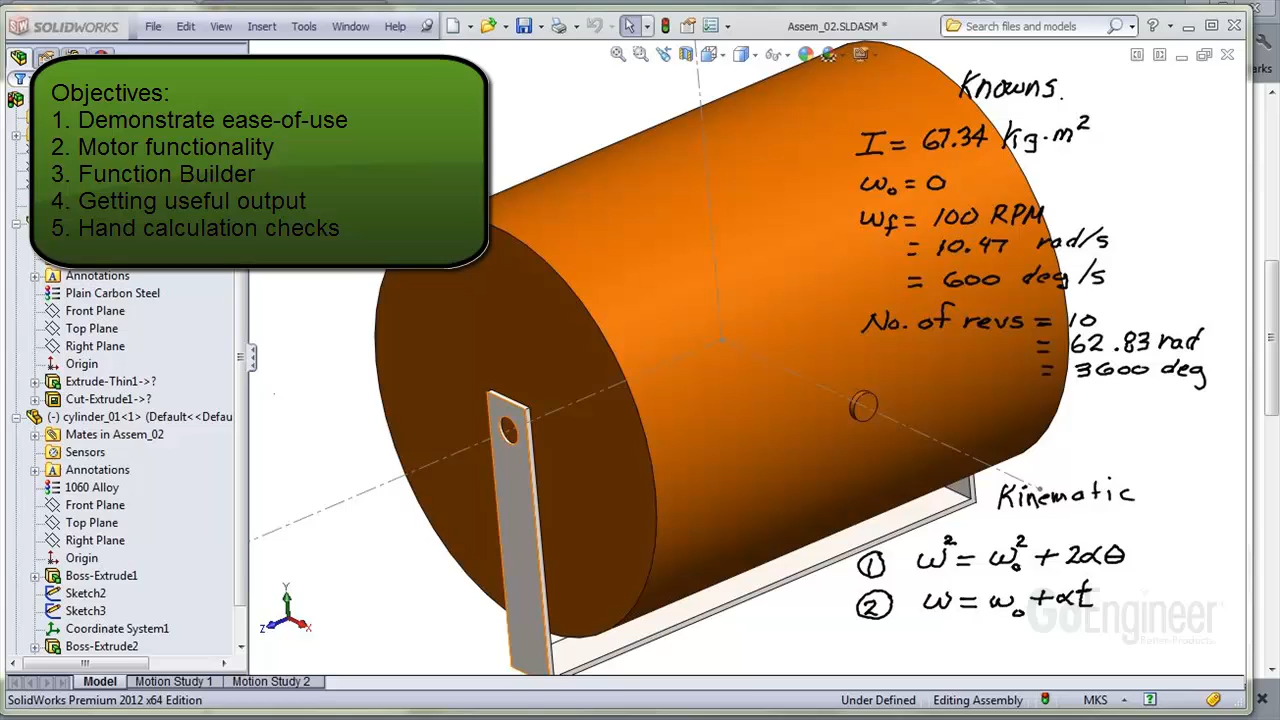 SOLIDWORKS File Edit View Insert Tools Window Help Assem_02.SLDASM * Search files and models
Objectives:
1. Demonstrate ease-of-use
2. Motor functionality
3. Function Builder
4. Getting useful output
5. Hand calculation checks
Annotations
Plain Carbon Steel
Front Plane
Top Plane
Right Plane
Origin
Extrude-Thin1->?
Cut-Extrude1->?
(-) cylinder_01<1> (Default<<Defau
Mates in Assem_02
Sensors
Annotations
1060 Alloy
Front Plane
Top Plane
Right Plane
Origin
Boss-Extrude1
Sketch2
Sketch3
Coordinate System1
Boss-Extrude2
Knowns.
I = 67.34 kg·m²
ω₀ = 0
ωf = 100 RPM
= 10.47 rad/s
= 600 deg/s
No. of revs = 10
= 62.83 rad
= 3600 deg
Kinematic
① ω² = ω₀² + 2αθ
② ω = ω₀ + αt
GoEngineer
Y
Z X
Model Motion Study 1 Motion Study 2
SolidWorks Premium 2012 x64 Edition Under Defined Editing Assembly MKS